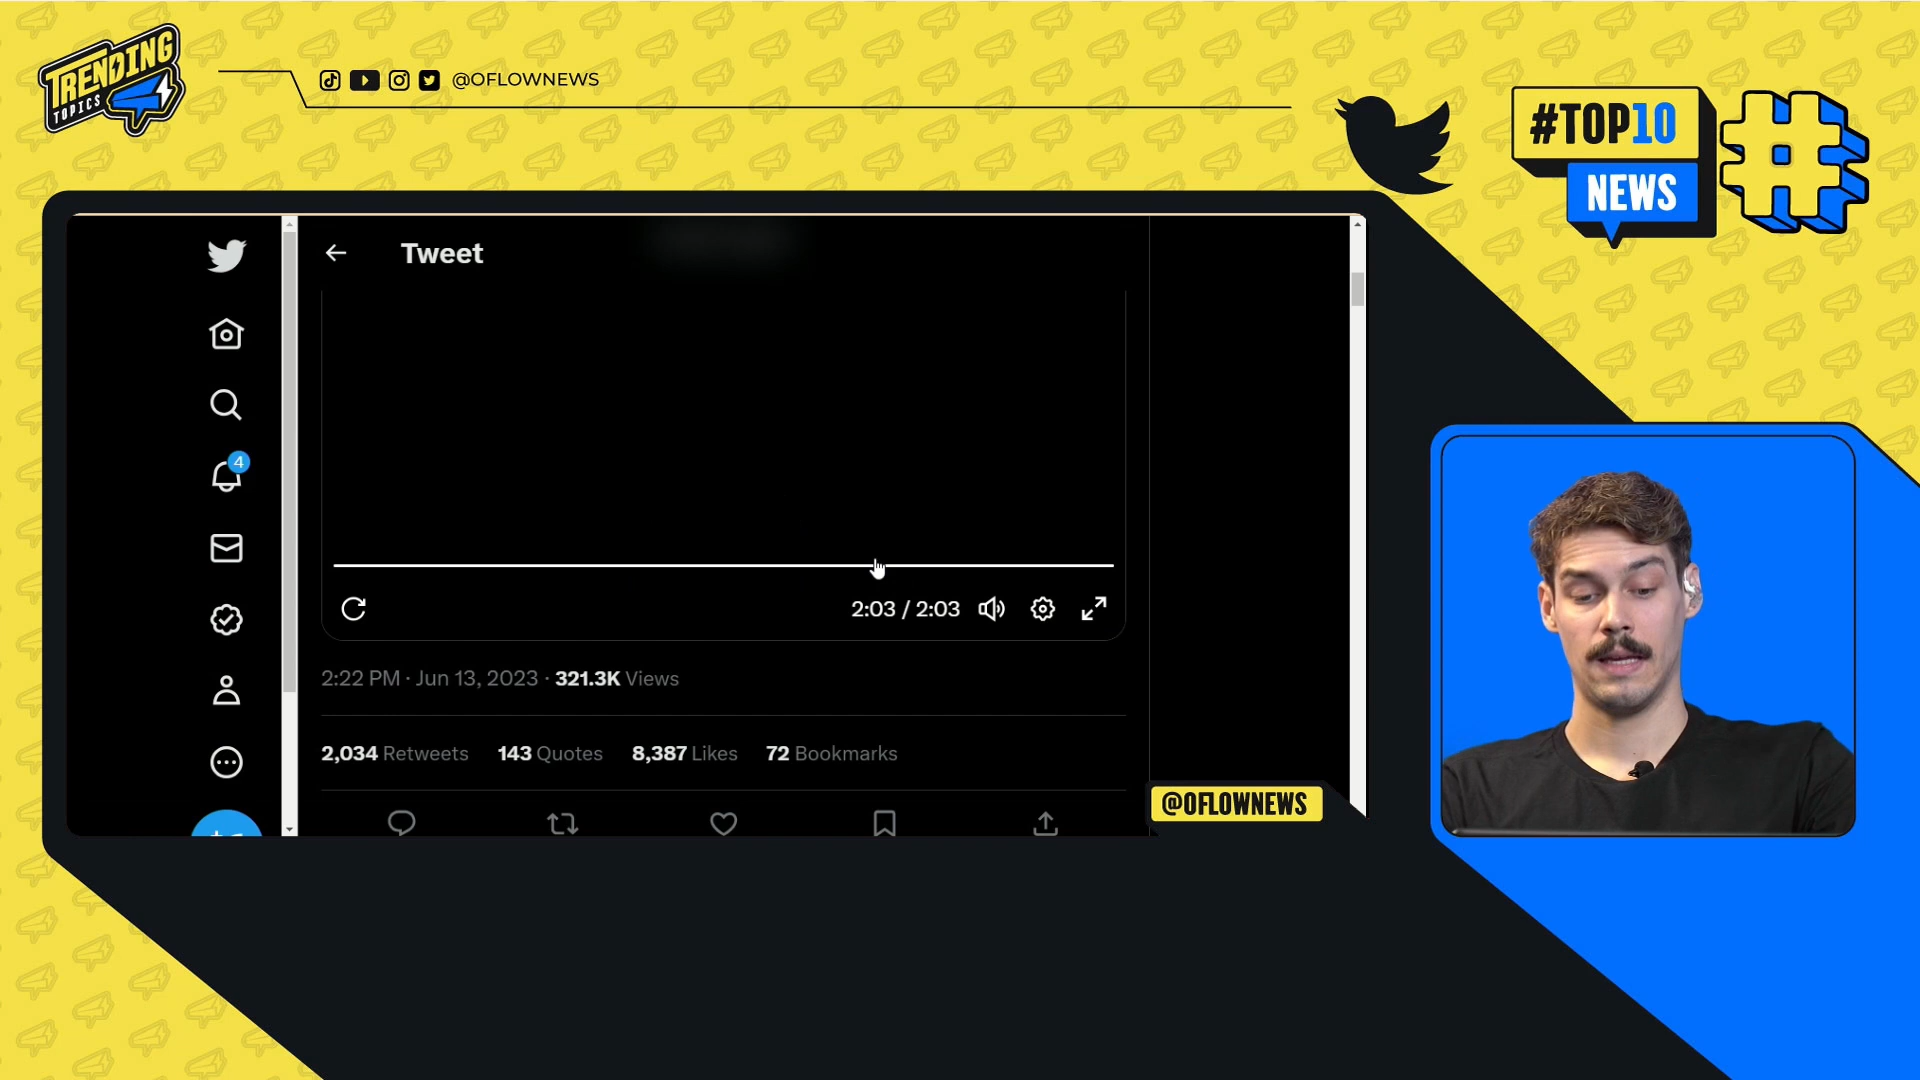 TRENDING
TOPICS
@OFLOWNEWS
#TOP10
NEWS
Tweet
4
2:03 / 2:03
2:22 PM · Jun 13, 2023 · 321.3K Views
2,034 Retweets 143 Quotes 8,387 Likes 72 Bookmarks
@OFLOWNEWS